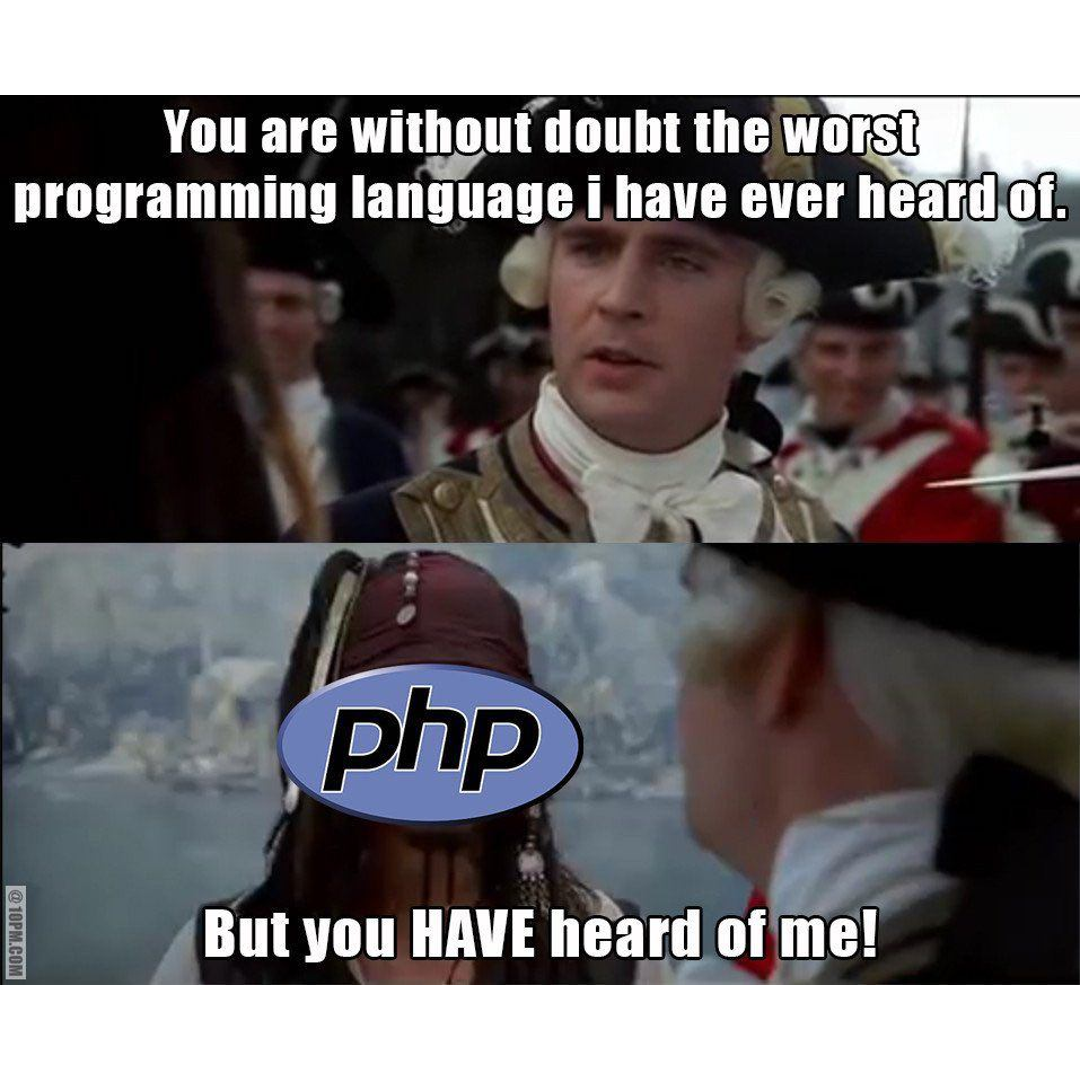 You are without doubt the worst
programming language i have ever heard of.
php
But you HAVE heard of me!
@ 10PM.COM